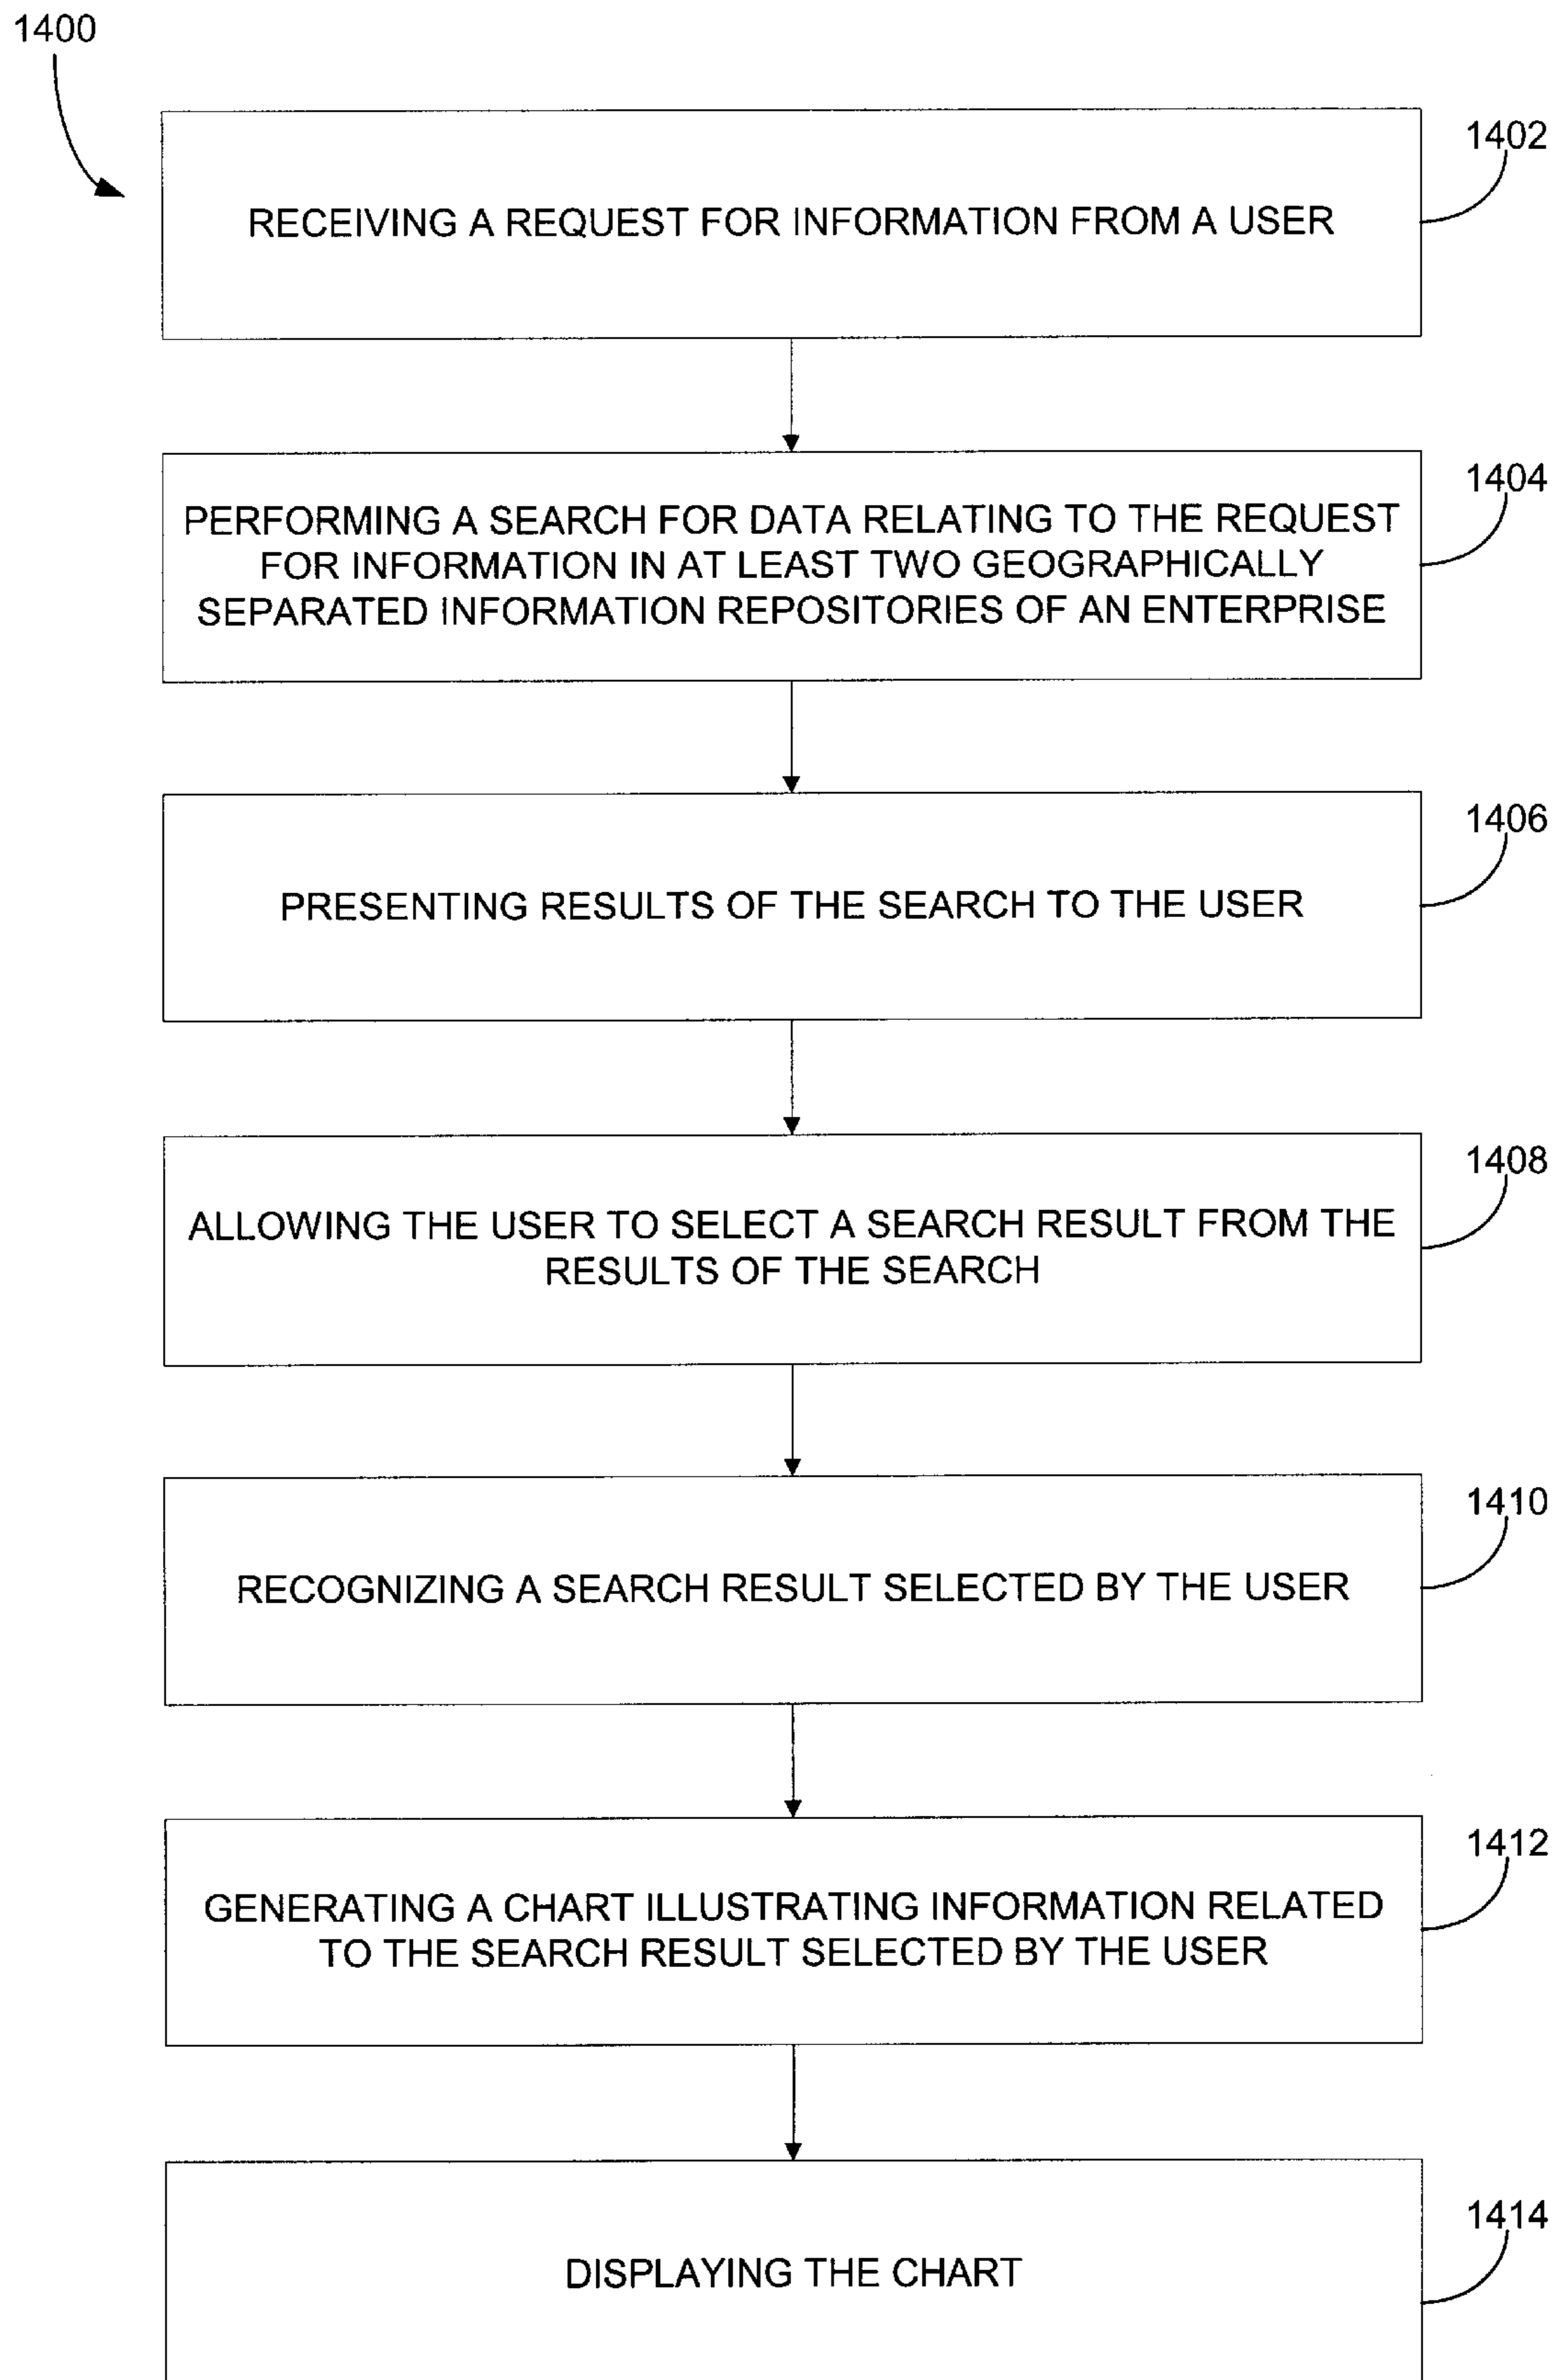 1400
1402
RECEIVING A REQUEST FOR INFORMATION FROM A USER
1404
PERFORMING A SEARCH FOR DATA RELATING TO THE REQUEST
FOR INFORMATION IN AT LEAST TWO GEOGRAPHICALLY
SEPARATED INFORMATION REPOSITORIES OF AN ENTERPRISE
1406
PRESENTING RESULTS OF THE SEARCH TO THE USER
1408
ALLOWING THE USER TO SELECT A SEARCH RESULT FROM THE
RESULTS OF THE SEARCH
1410
RECOGNIZING A SEARCH RESULT SELECTED BY THE USER
1412
GENERATING A CHART ILLUSTRATING INFORMATION RELATED
TO THE SEARCH RESULT SELECTED BY THE USER
1414
DISPLAYING THE CHART